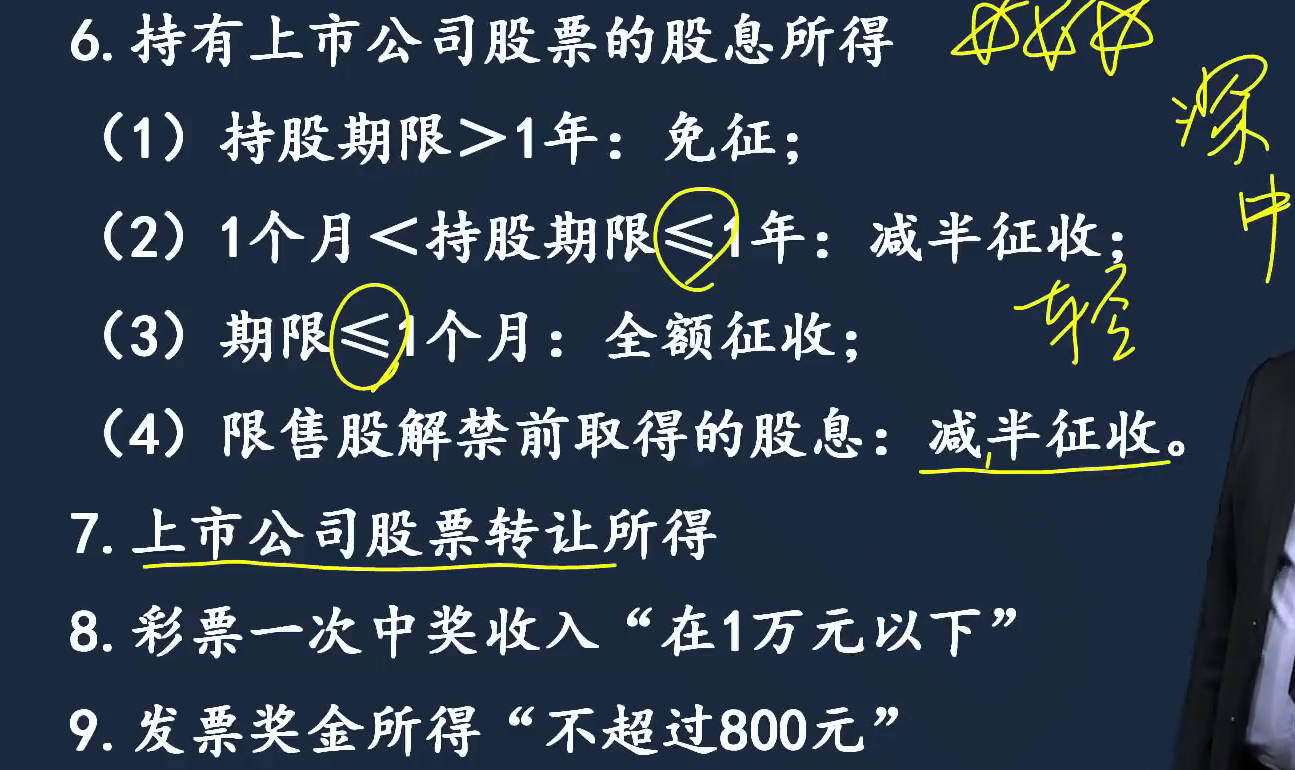 6. 持有上市公司股票的股息所得
深
（1）持股期限＞1年：免征；
中
（2）1个月＜持股期限≤1年：减半征收；
轻
（3）期限≤1个月：全额征收；
（4）限售股解禁前取得的股息：减半征收。
7. 上市公司股票转让所得
8. 彩票一次中奖收入“在1万元以下”
9. 发票奖金所得“不超过800元”